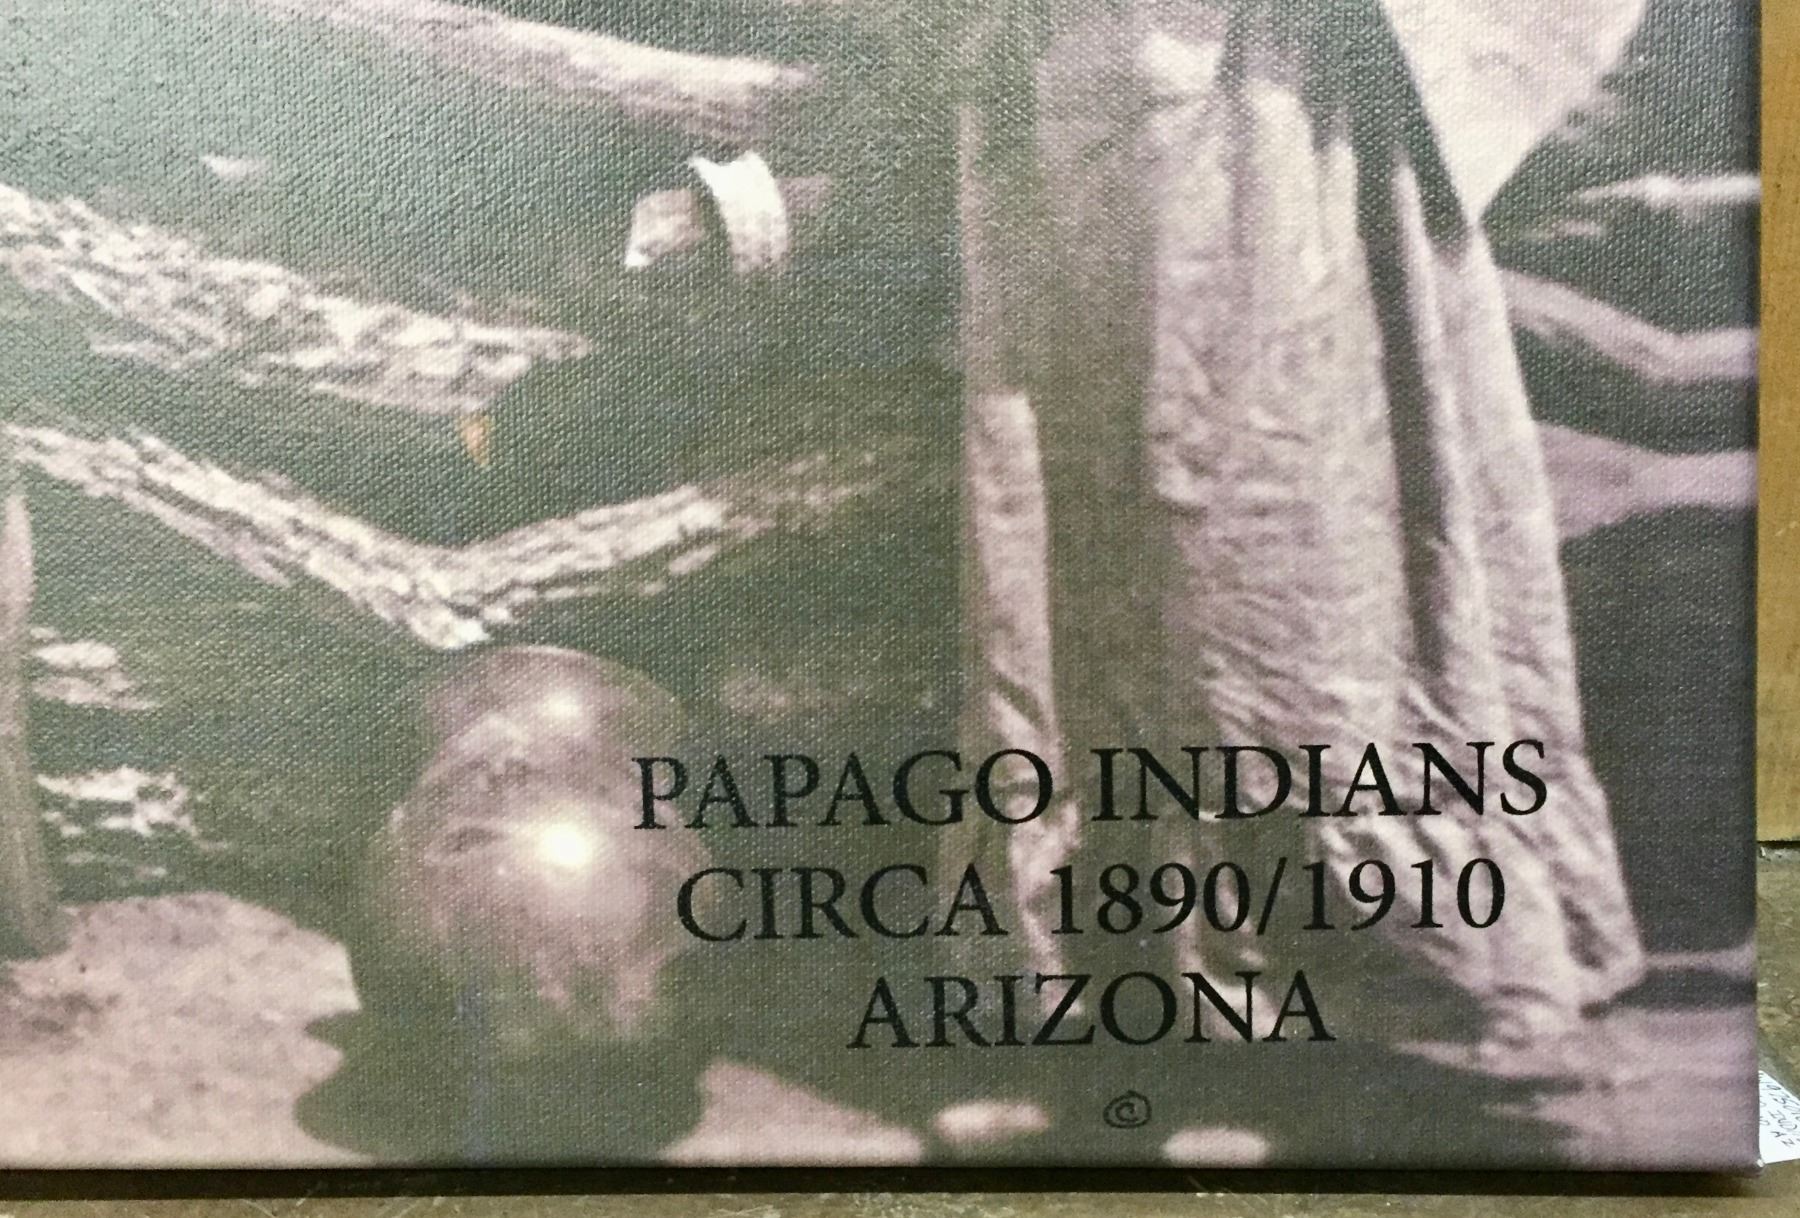 PAPAGO INDIANS
CIRCA 1890/1910
ARIZONA
©